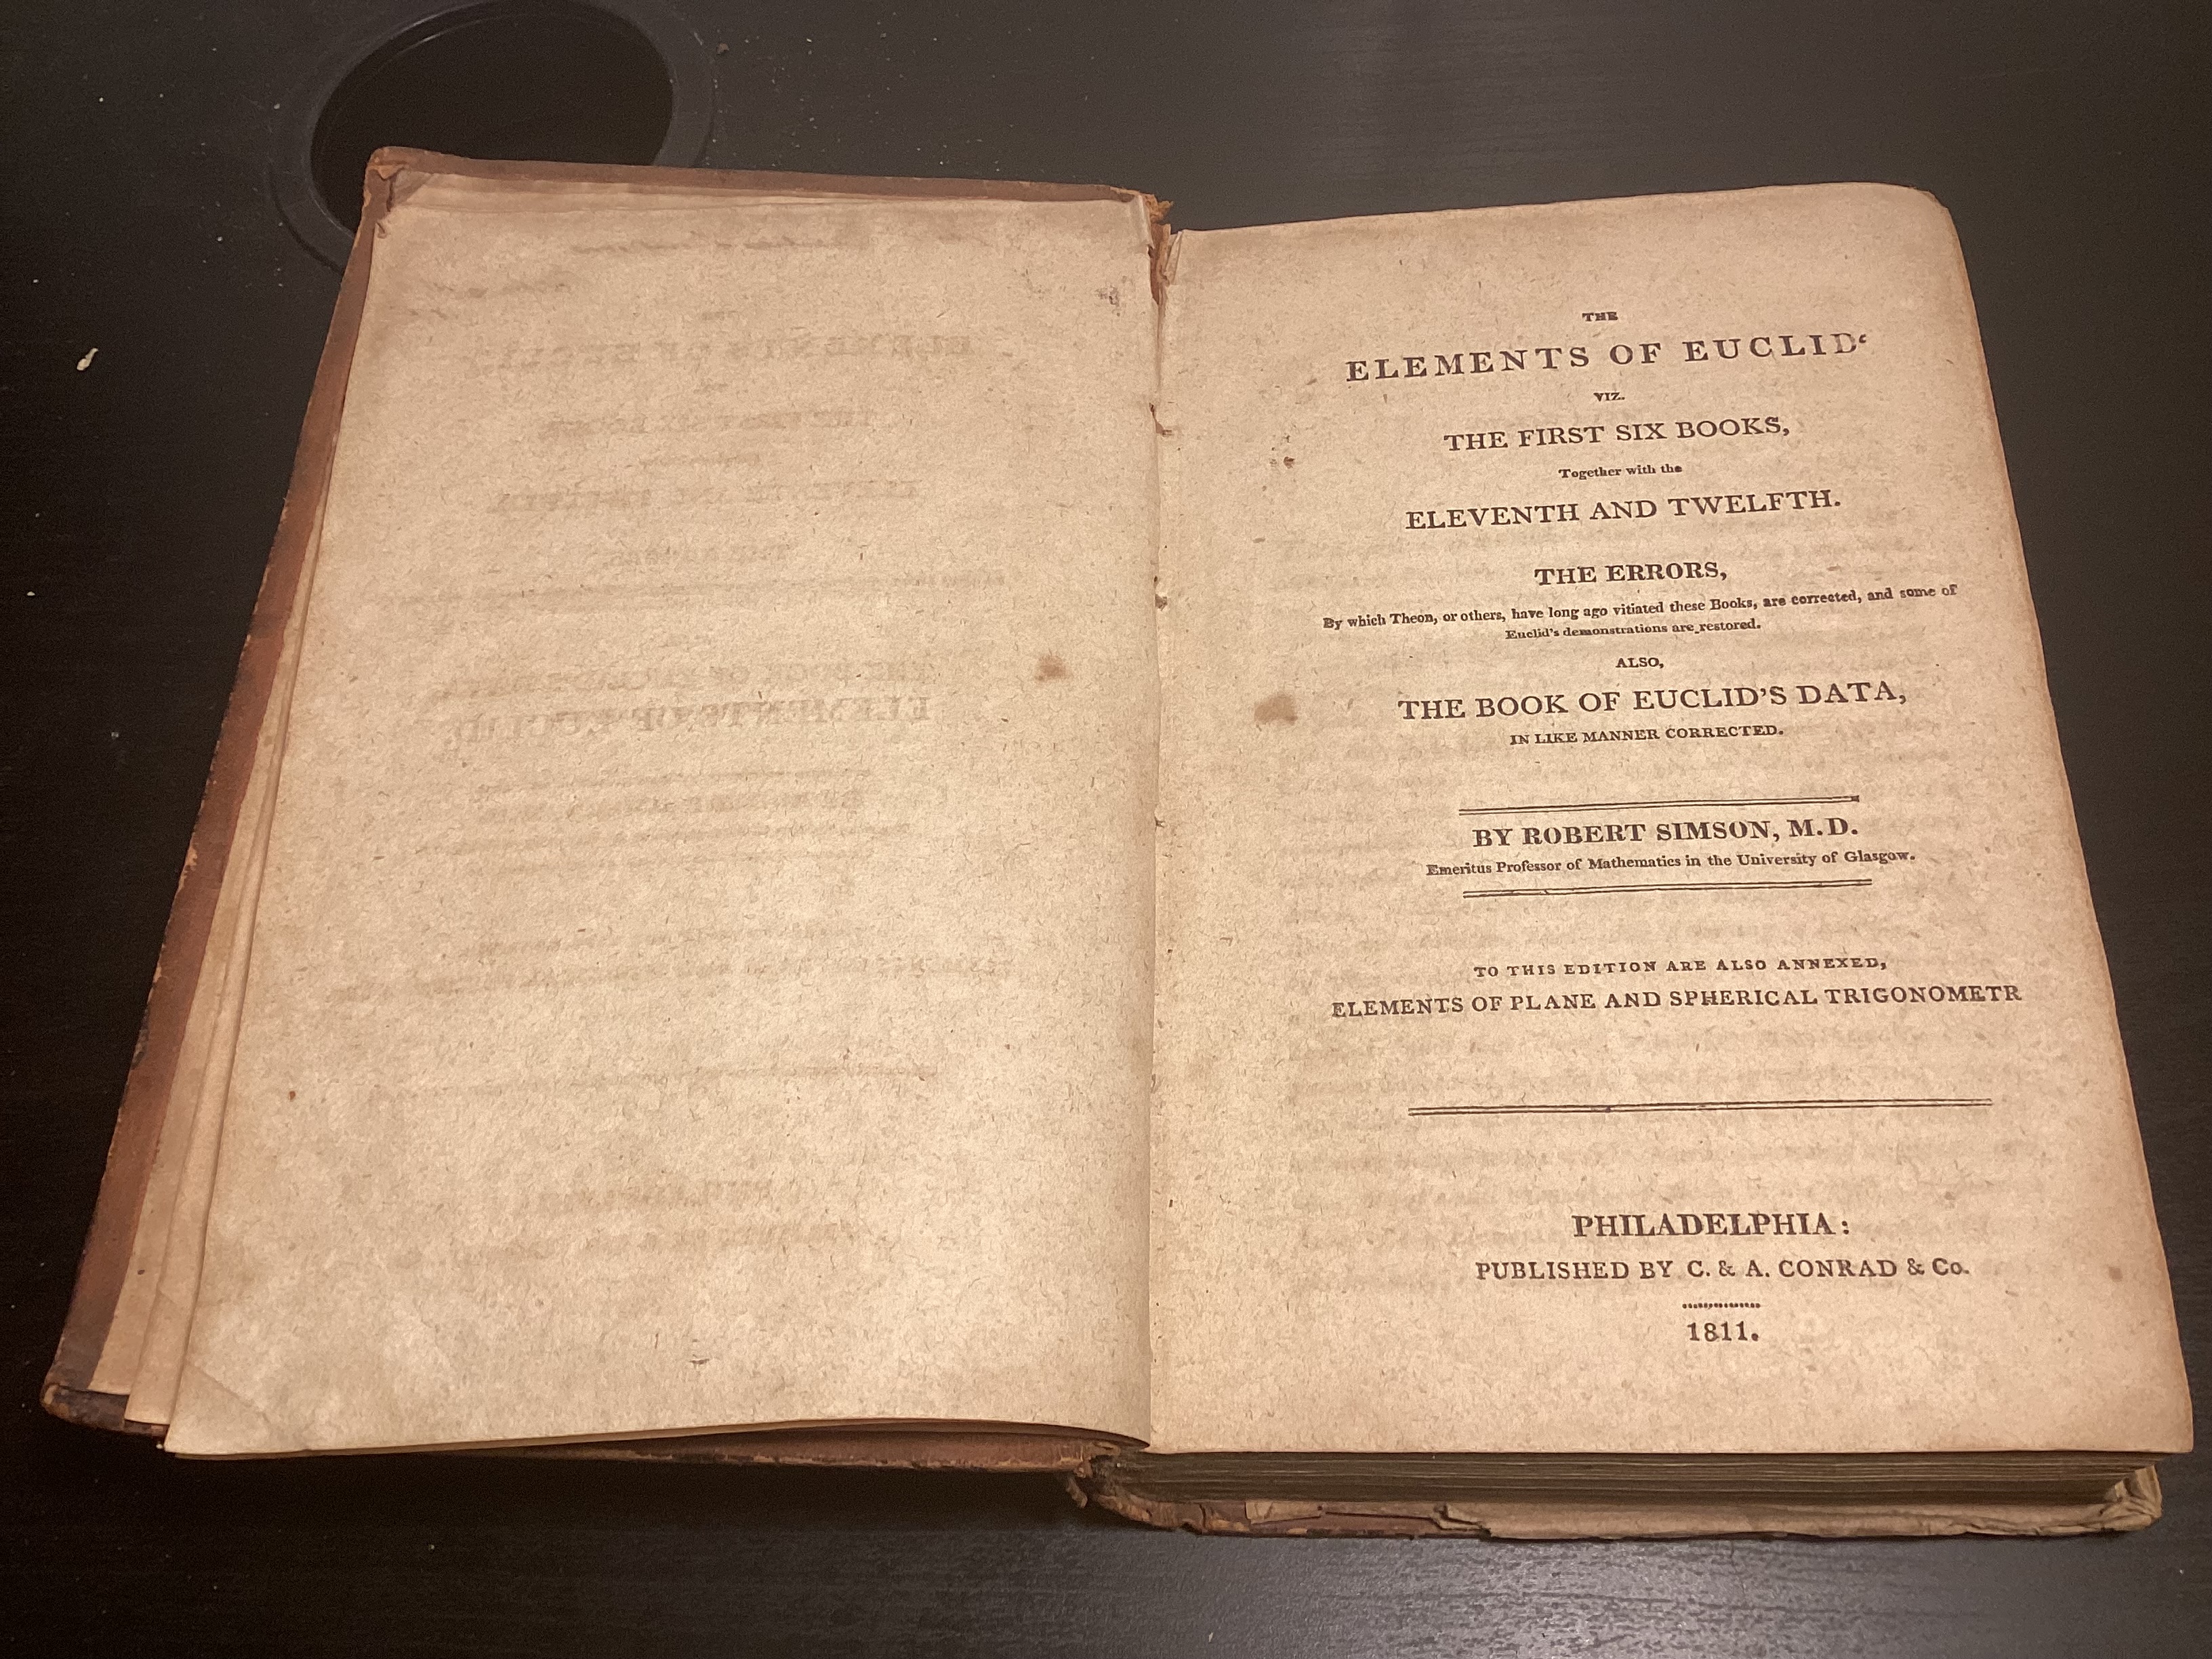 THE
ELEMENTS OF EUCLID‘
VIZ.
THE FIRST SIX BOOKS,
Together with the
ELEVENTH AND TWELFTH.
THE ERRORS,
By which Theon, or others, have long ago vitiated these Books, are corrected, and some of
Euclid's demonstrations are restored.
ALSO,
THE BOOK OF EUCLID'S DATA,
IN LIKE MANNER CORRECTED.
BY ROBERT SIMSON, M.D.
Emeritus Professor of Mathematics in the University of Glasgow.
TO THIS EDITION ARE ALSO ANNEXED,
ELEMENTS OF PLANE AND SPHERICAL TRIGONOMETR
PHILADELPHIA:
PUBLISHED BY C. & A. CONRAD & Co.
1811.